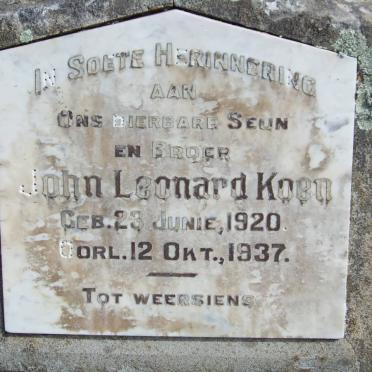 In Soete Herinnering
aan
Ons dierbare Seun
en Broer
John Leonard Koen
Geb. 23 Junie, 1920.
Oorl. 12 Okt., 1937.
Tot weersiens